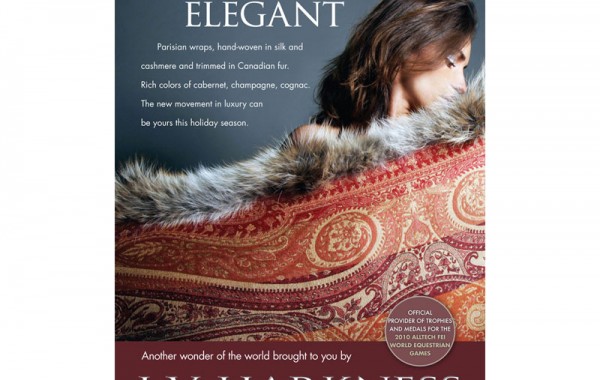 ELEGANT
Parisian wraps, hand-woven in silk and
cashmere and trimmed in Canadian fur.
Rich colors of cabernet, champagne, cognac.
The new movement in luxury can
be yours this holiday season.
OFFICIAL
PROVIDER OF TROPHIES
AND MEDALS FOR THE
2010 ALLTECH FEI
WORLD EQUESTRIAN
GAMES
Another wonder of the world brought to you by
L.V. HARKNESS